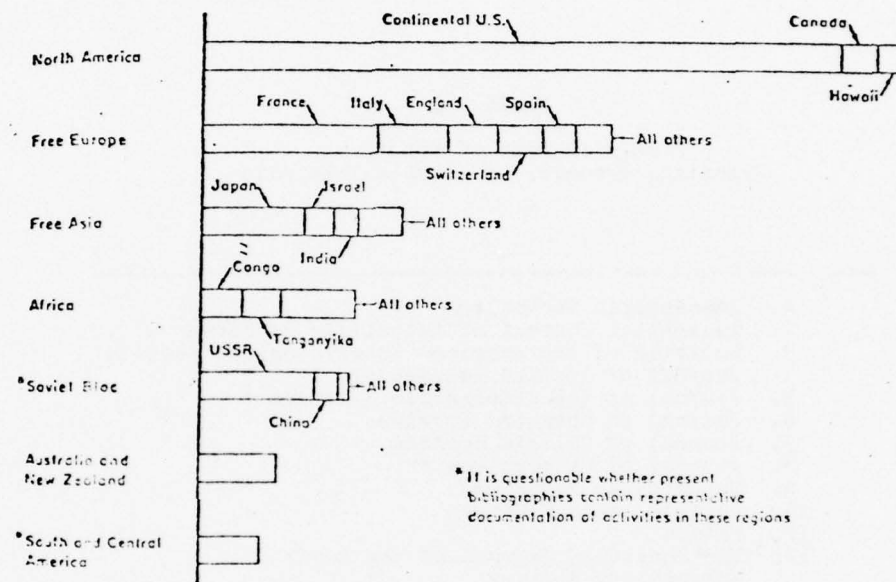 Continental U.S.
Canada
North America
Hawaii
France Italy England Spain
Free Europe
All others
Switzerland
Japan Israel
Free Asia
All others
India
Congo
Africa
All others
Tanganyika
USSR
*Soviet Bloc
All others
China
Australia and
New Zealand
*South and Central
America
* It is questionable whether present
bibliographies contain representative
documentation of activities in these regions